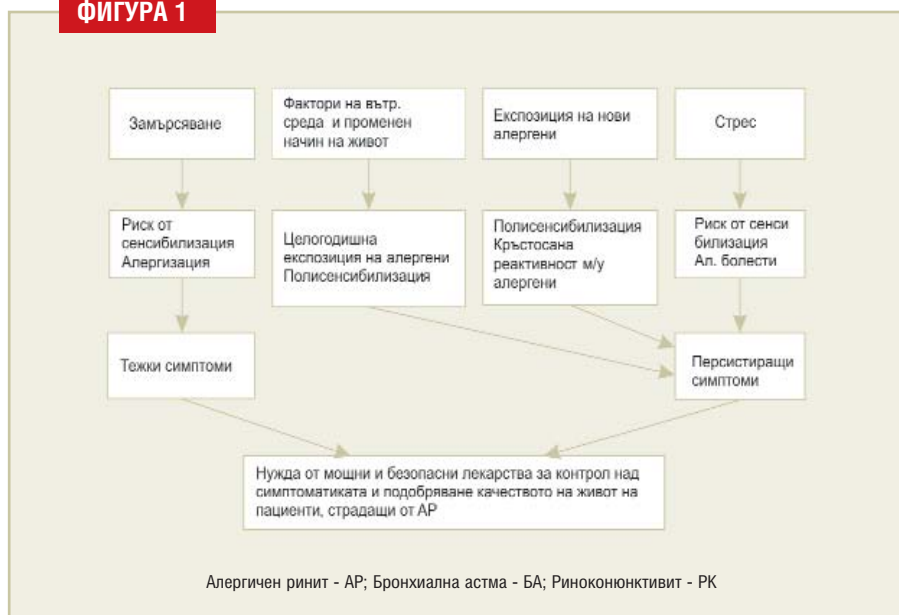 ФИГУРА 1
Замърсяване
Фактори на вътр.
среда и променен
начин на живот
Експозиция на нови
алергени
Стрес
Риск от
сенсибилизация
Алергизация
Целогодишна
експозиция на алергени
Полисенсибилизация
Полисенсибилизация
Кръстосана
реактивност м/у
алергени
Риск от сенси
билизация
Ал. болести
Тежки симптоми
Персистиращи
симптоми
Нужда от мощни и безопасни лекарства за контрол над
симптоматиката и подобряване качеството на живот на
пациенти, страдащи от АР
Алергичен ринит - АР; Бронхиална астма - БА; Риноконюнктивит - РК